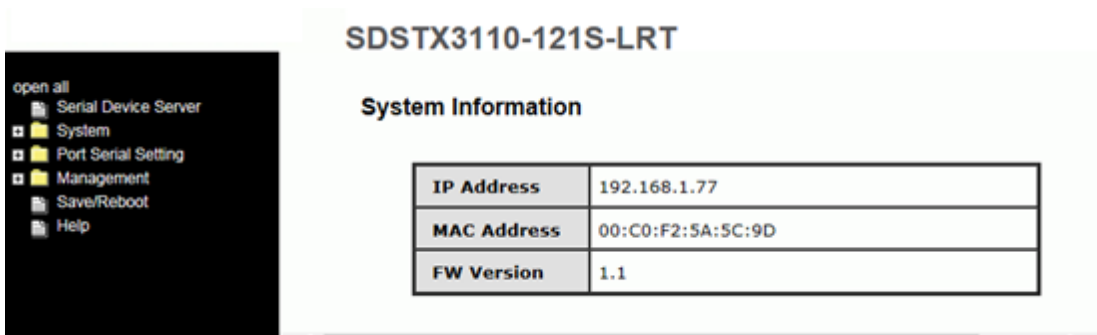 SDSTX3110-121S-LRT
open all
Serial Device Server
System
Port Serial Setting
Management
Save/Reboot
Help
System Information
IP Address 192.168.1.77
MAC Address 00:C0:F2:5A:5C:9D
FW Version 1.1